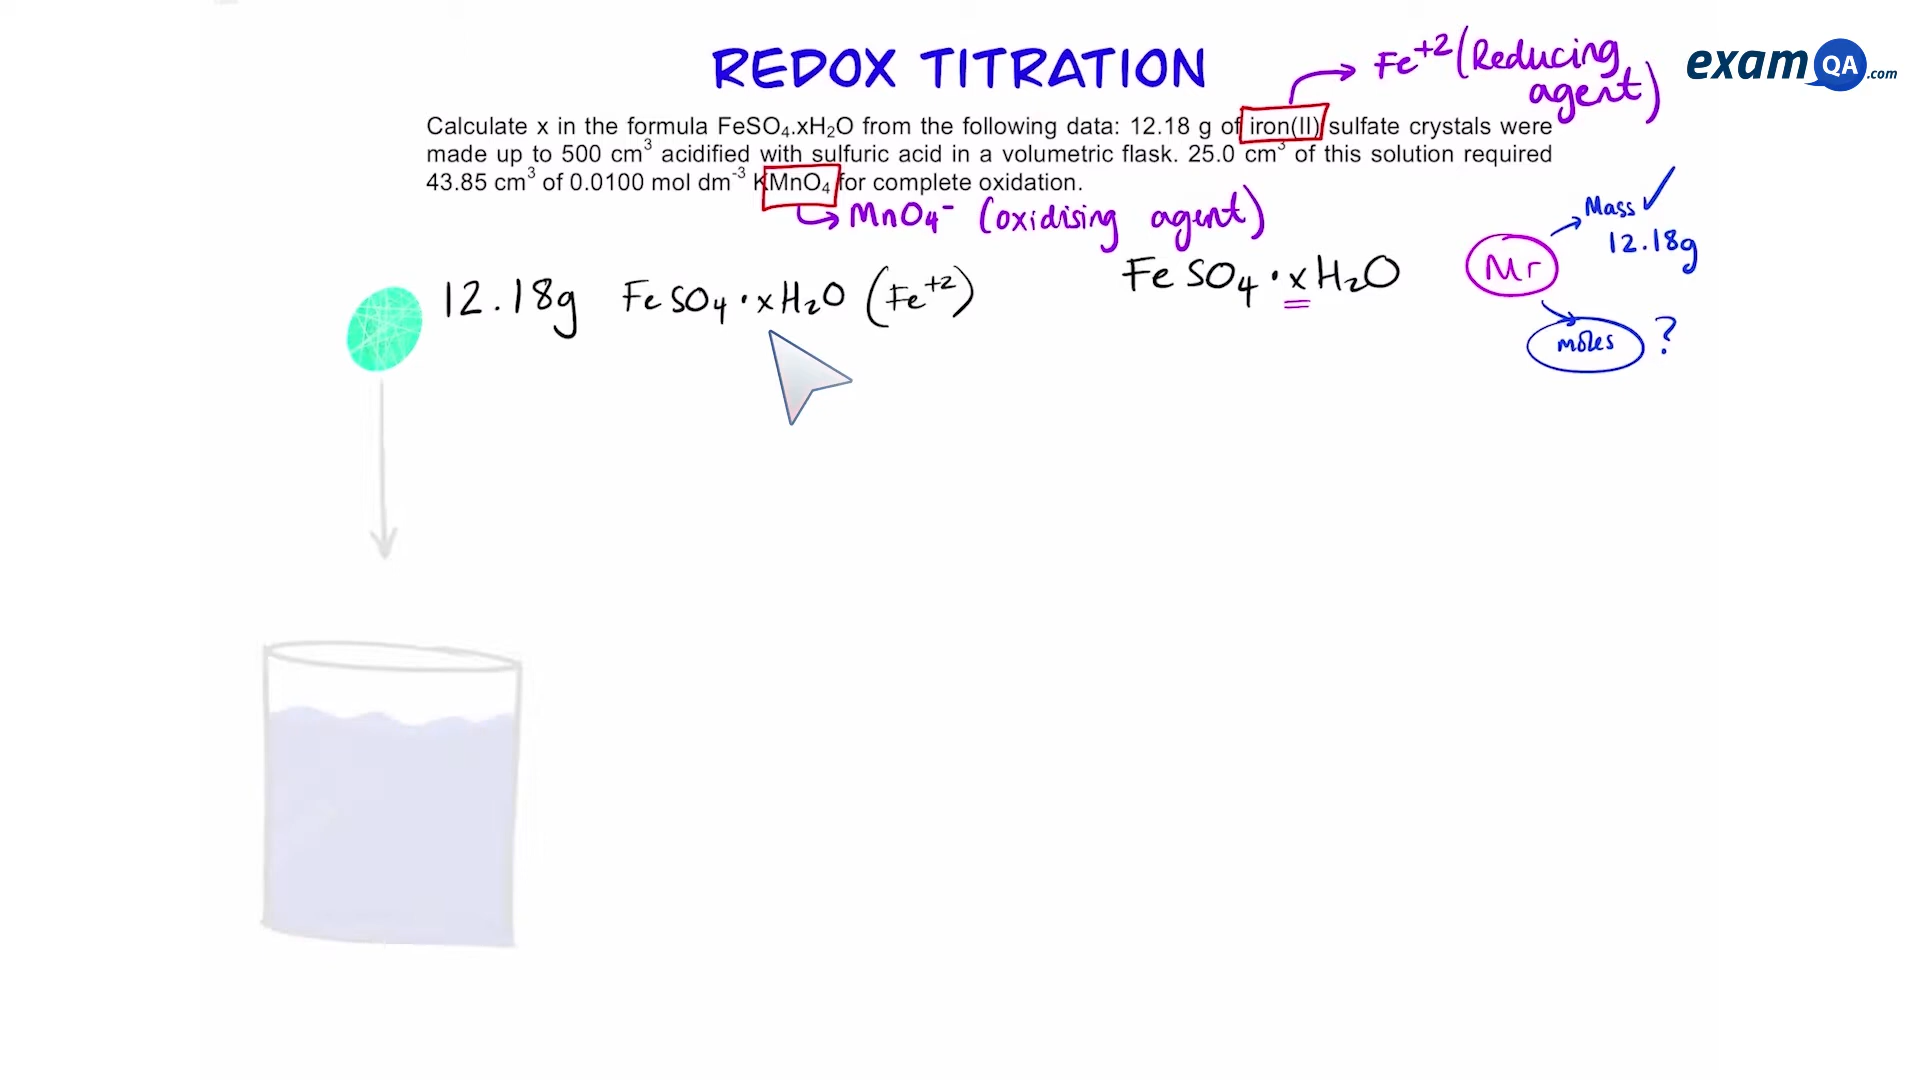 REDOX TITRATION
Fe⁺² (Reducing
agent)
examQA.com
Calculate x in the formula FeSO₄.xH₂O from the following data: 12.18 g of iron(II) sulfate crystals were
made up to 500 cm³ acidified with sulfuric acid in a volumetric flask. 25.0 cm³ of this solution required
43.85 cm³ of 0.0100 mol dm⁻³ KMnO₄ for complete oxidation.
MnO₄⁻ (oxidising agent)
12.18g FeSO₄·xH₂O (Fe⁺²)
FeSO₄·xH₂O
Mr
Mass ✓
12.18g
moles ?